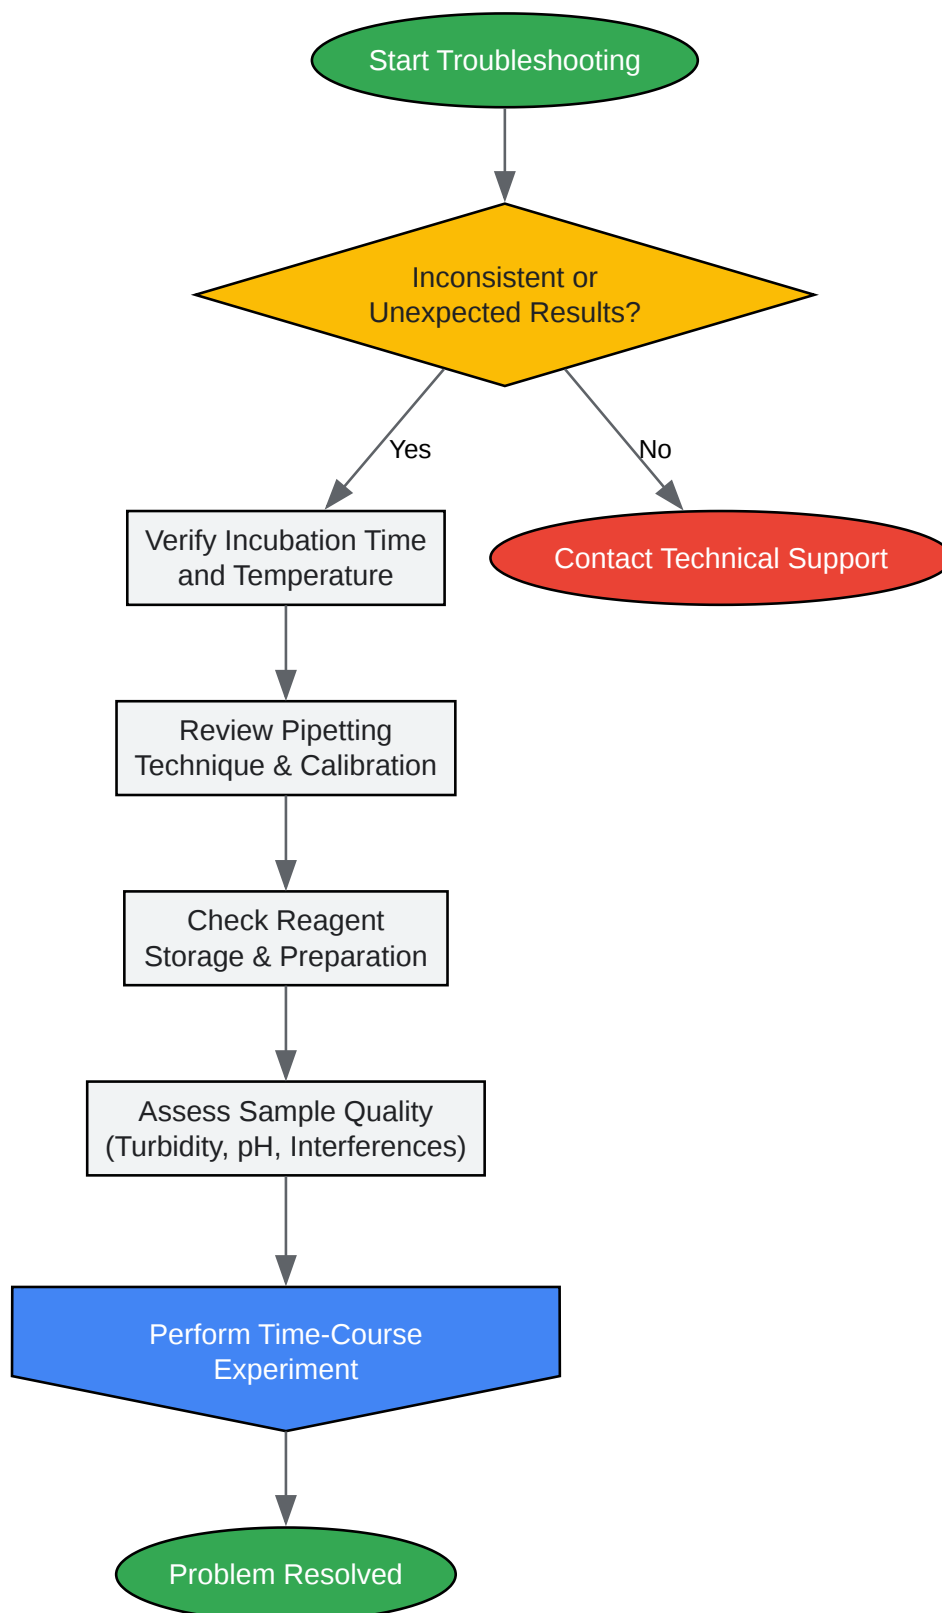 Start Troubleshooting
Inconsistent or
Unexpected Results?
Yes
No
Verify Incubation Time
and Temperature
Contact Technical Support
Review Pipetting
Technique & Calibration
Check Reagent
Storage & Preparation
Assess Sample Quality
(Turbidity, pH, Interferences)
Perform Time-Course
Experiment
Problem Resolved